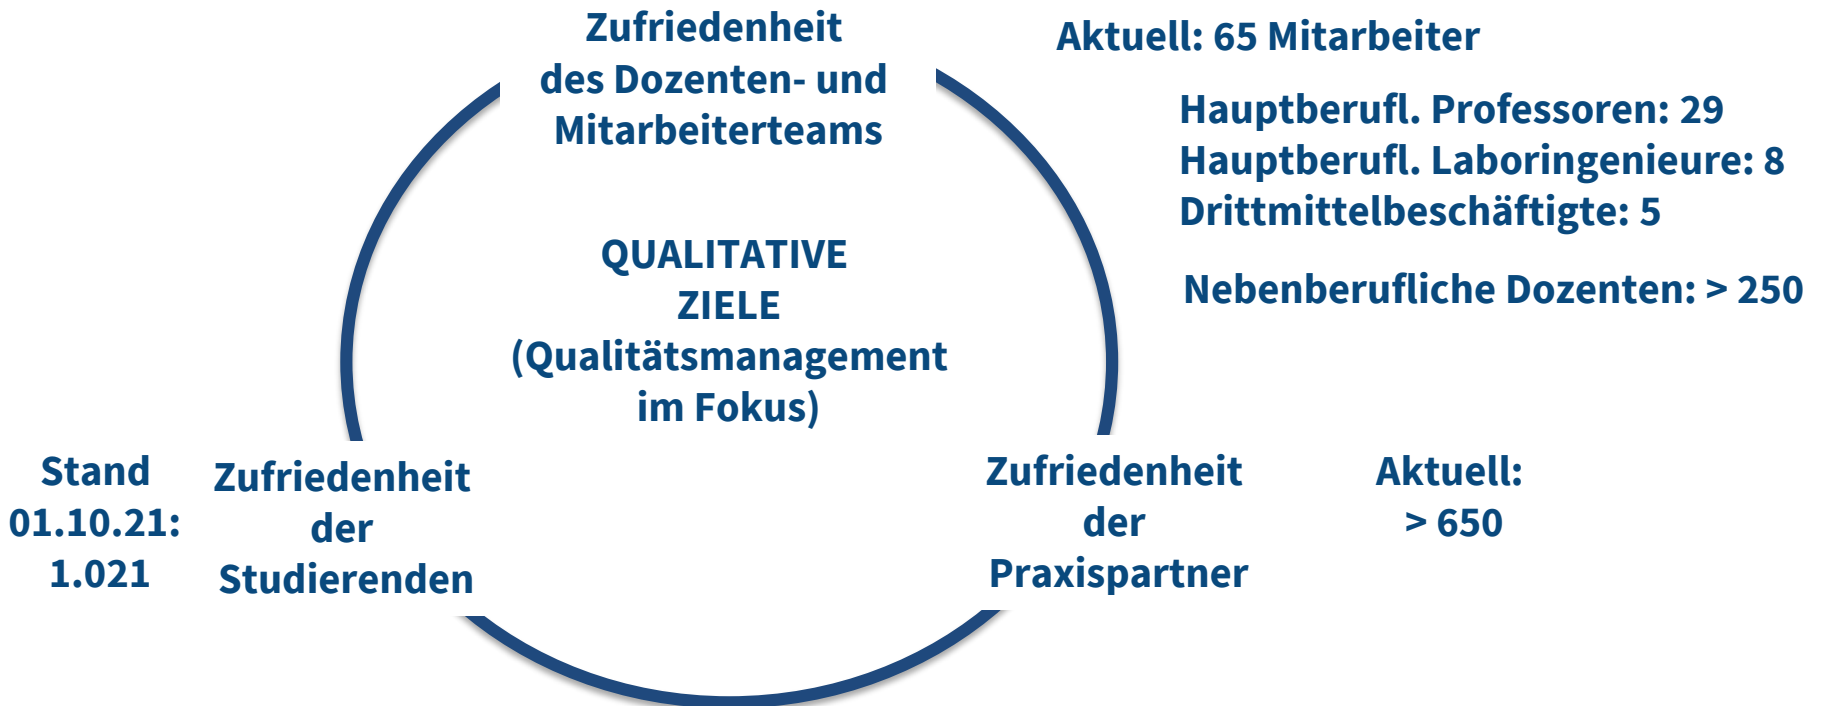 Zufriedenheit
des Dozenten- und
Mitarbeiterteams
Aktuell: 65 Mitarbeiter
Hauptberufl. Professoren: 29
Hauptberufl. Laboringenieure: 8
Drittmittelbeschäftigte: 5
Nebenberufliche Dozenten: > 250
QUALITATIVE
ZIELE
(Qualitätsmanagement
im Fokus)
Stand
01.10.21:
1.021
Zufriedenheit
der
Studierenden
Zufriedenheit
der
Praxispartner
Aktuell:
> 650